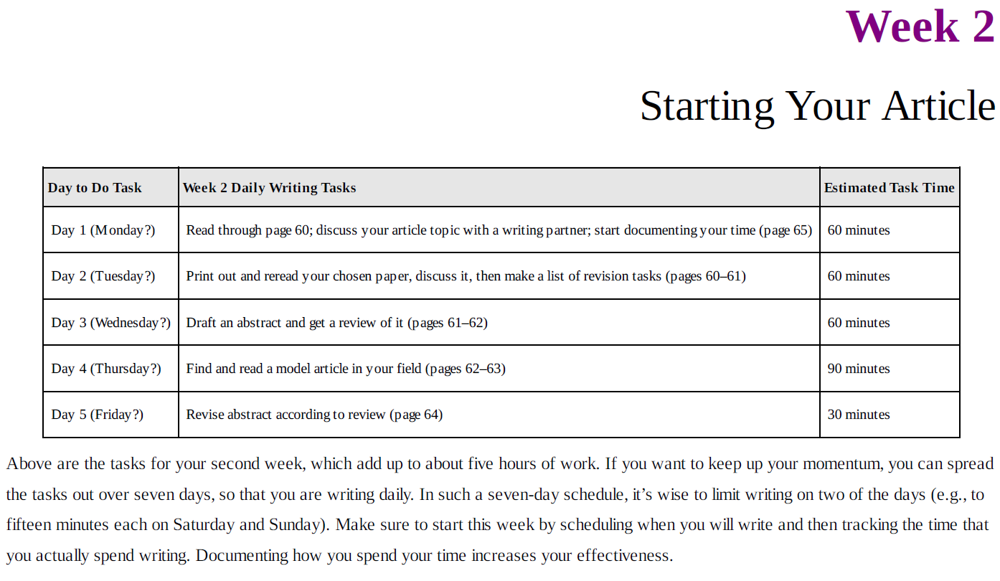 Week 2
Starting Your Article
Day to Do Task Week 2 Daily Writing Tasks Estimated Task Time
Day 1 (Monday?) Read through page 60; discuss your article topic with a writing partner; start documenting your time (page 65) 60 minutes
Day 2 (Tuesday?) Print out and reread your chosen paper, discuss it, then make a list of revision tasks (pages 60–61) 60 minutes
Day 3 (Wednesday?) Draft an abstract and get a review of it (pages 61–62) 60 minutes
Day 4 (Thursday?) Find and read a model article in your field (pages 62–63) 90 minutes
Day 5 (Friday?) Revise abstract according to review (page 64) 30 minutes
Above are the tasks for your second week, which add up to about five hours of work. If you want to keep up your momentum, you can spread
the tasks out over seven days, so that you are writing daily. In such a seven-day schedule, it’s wise to limit writing on two of the days (e.g., to
fifteen minutes each on Saturday and Sunday). Make sure to start this week by scheduling when you will write and then tracking the time that
you actually spend writing. Documenting how you spend your time increases your effectiveness.